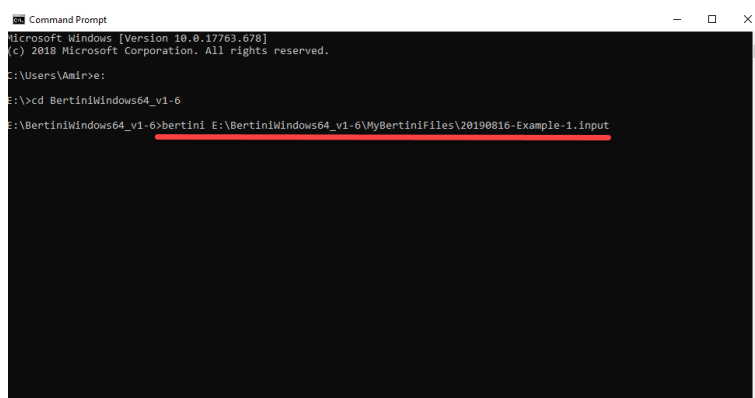 Command Prompt
Microsoft Windows [Version 10.0.17763.678]
(c) 2018 Microsoft Corporation. All rights reserved.
C:\Users\Amir>e:
E:\>cd BertiniWindows64_v1-6
E:\BertiniWindows64_v1-6>bertini E:\BertiniWindows64_v1-6\MyBertiniFiles\20190816-Example-1.input